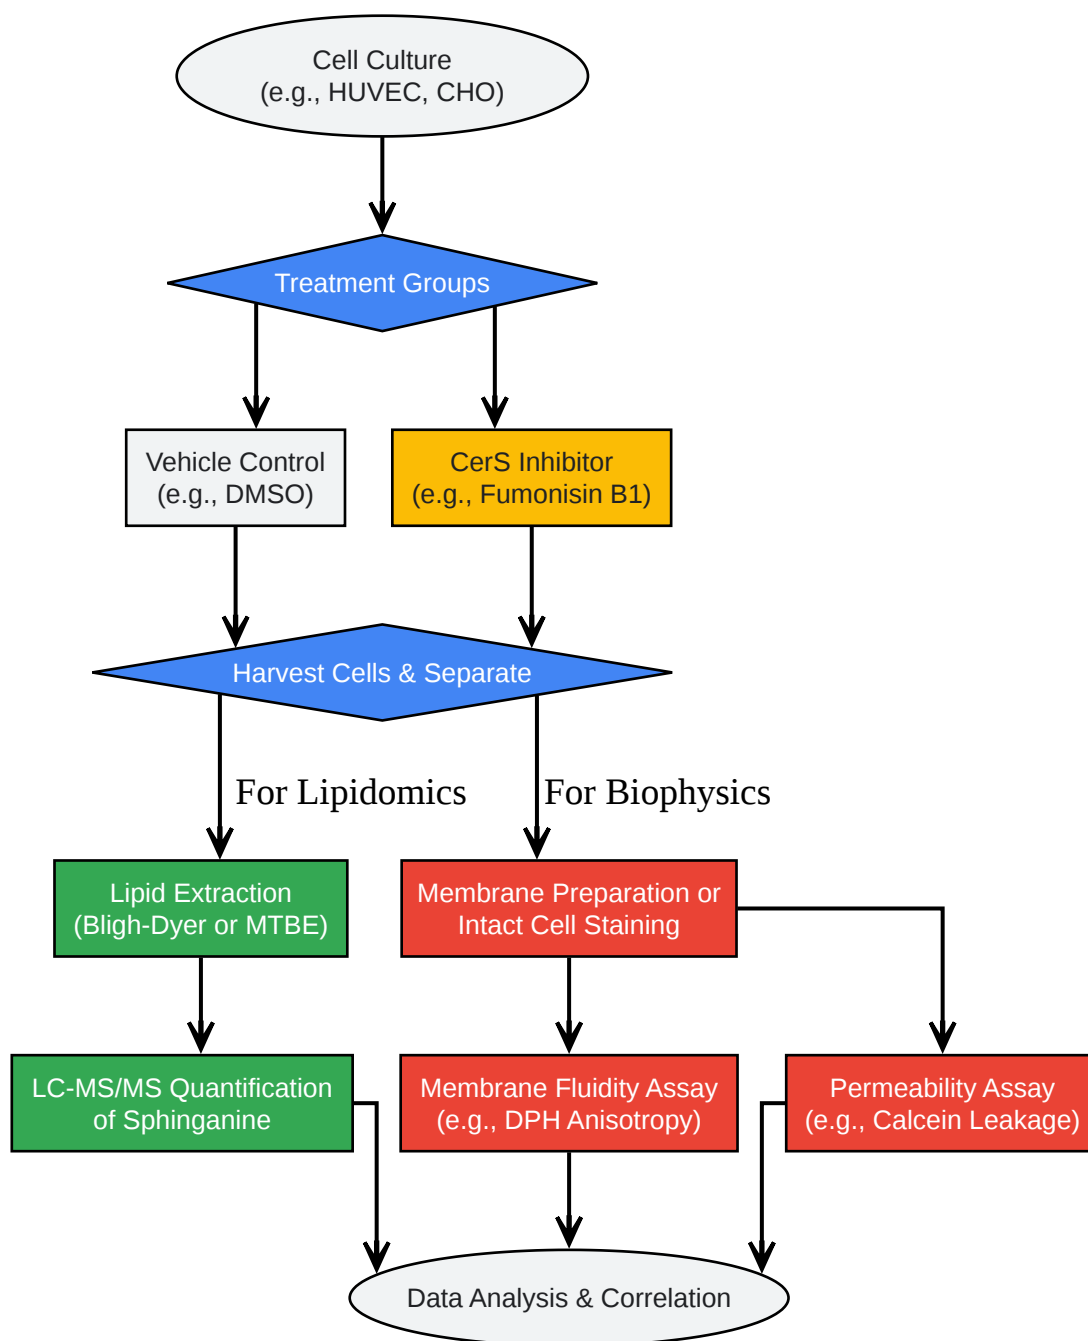 Cell Culture
(e.g., HUVEC, CHO)
Treatment Groups
Vehicle Control
(e.g., DMSO)
CerS Inhibitor
(e.g., Fumonisin B1)
Harvest Cells & Separate
For Lipidomics
For Biophysics
Lipid Extraction
(Bligh-Dyer or MTBE)
Membrane Preparation or
Intact Cell Staining
LC-MS/MS Quantification
of Sphinganine
Membrane Fluidity Assay
(e.g., DPH Anisotropy)
Permeability Assay
(e.g., Calcein Leakage)
Data Analysis & Correlation